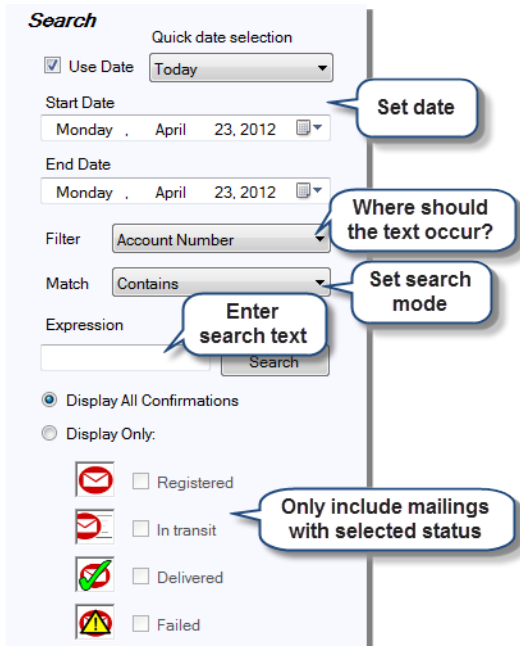 Search
Quick date selection
Use Date
Today
Set date
Start Date
Monday , April 23, 2012
End Date
Monday , April 23, 2012
Where should
the text occur?
Filter
Account Number
Match
Contains
Set search
mode
Enter
search text
Expression
Search
Display All Confirmations
Display Only:
Registered
Only include mailings
with selected status
In transit
Delivered
Failed